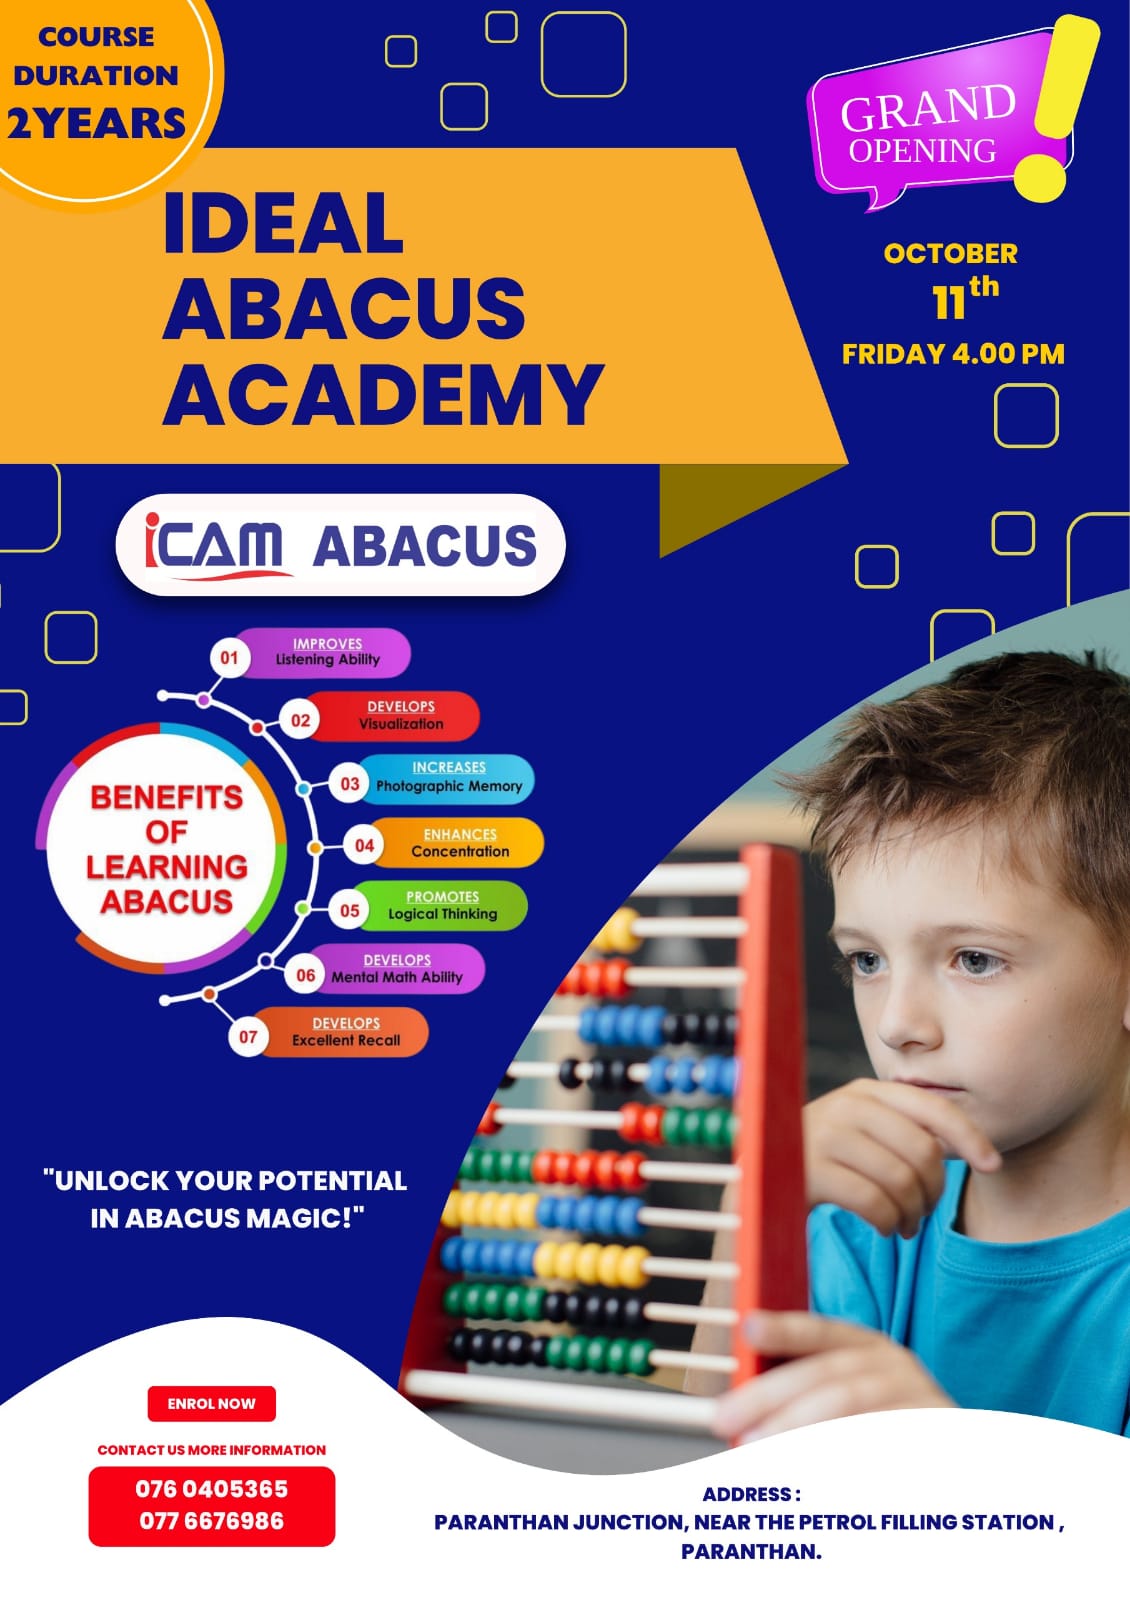 COURSE
DURATION
2YEARS
GRAND
OPENING
IDEAL
ABACUS
ACADEMY
OCTOBER
11th
FRIDAY 4.00 PM
iCAM ABACUS
BENEFITS
OF
LEARNING
ABACUS
01
IMPROVES
Listening Ability
02
DEVELOPS
Visualization
03
INCREASES
Photographic Memory
04
ENHANCES
Concentration
05
PROMOTES
Logical Thinking
06
DEVELOPS
Mental Math Ability
07
DEVELOPS
Excellent Recall
"UNLOCK YOUR POTENTIAL
IN ABACUS MAGIC!"
ENROL NOW
CONTACT US MORE INFORMATION
076 0405365
077 6676986
ADDRESS :
PARANTHAN JUNCTION, NEAR THE PETROL FILLING STATION ,
PARANTHAN.